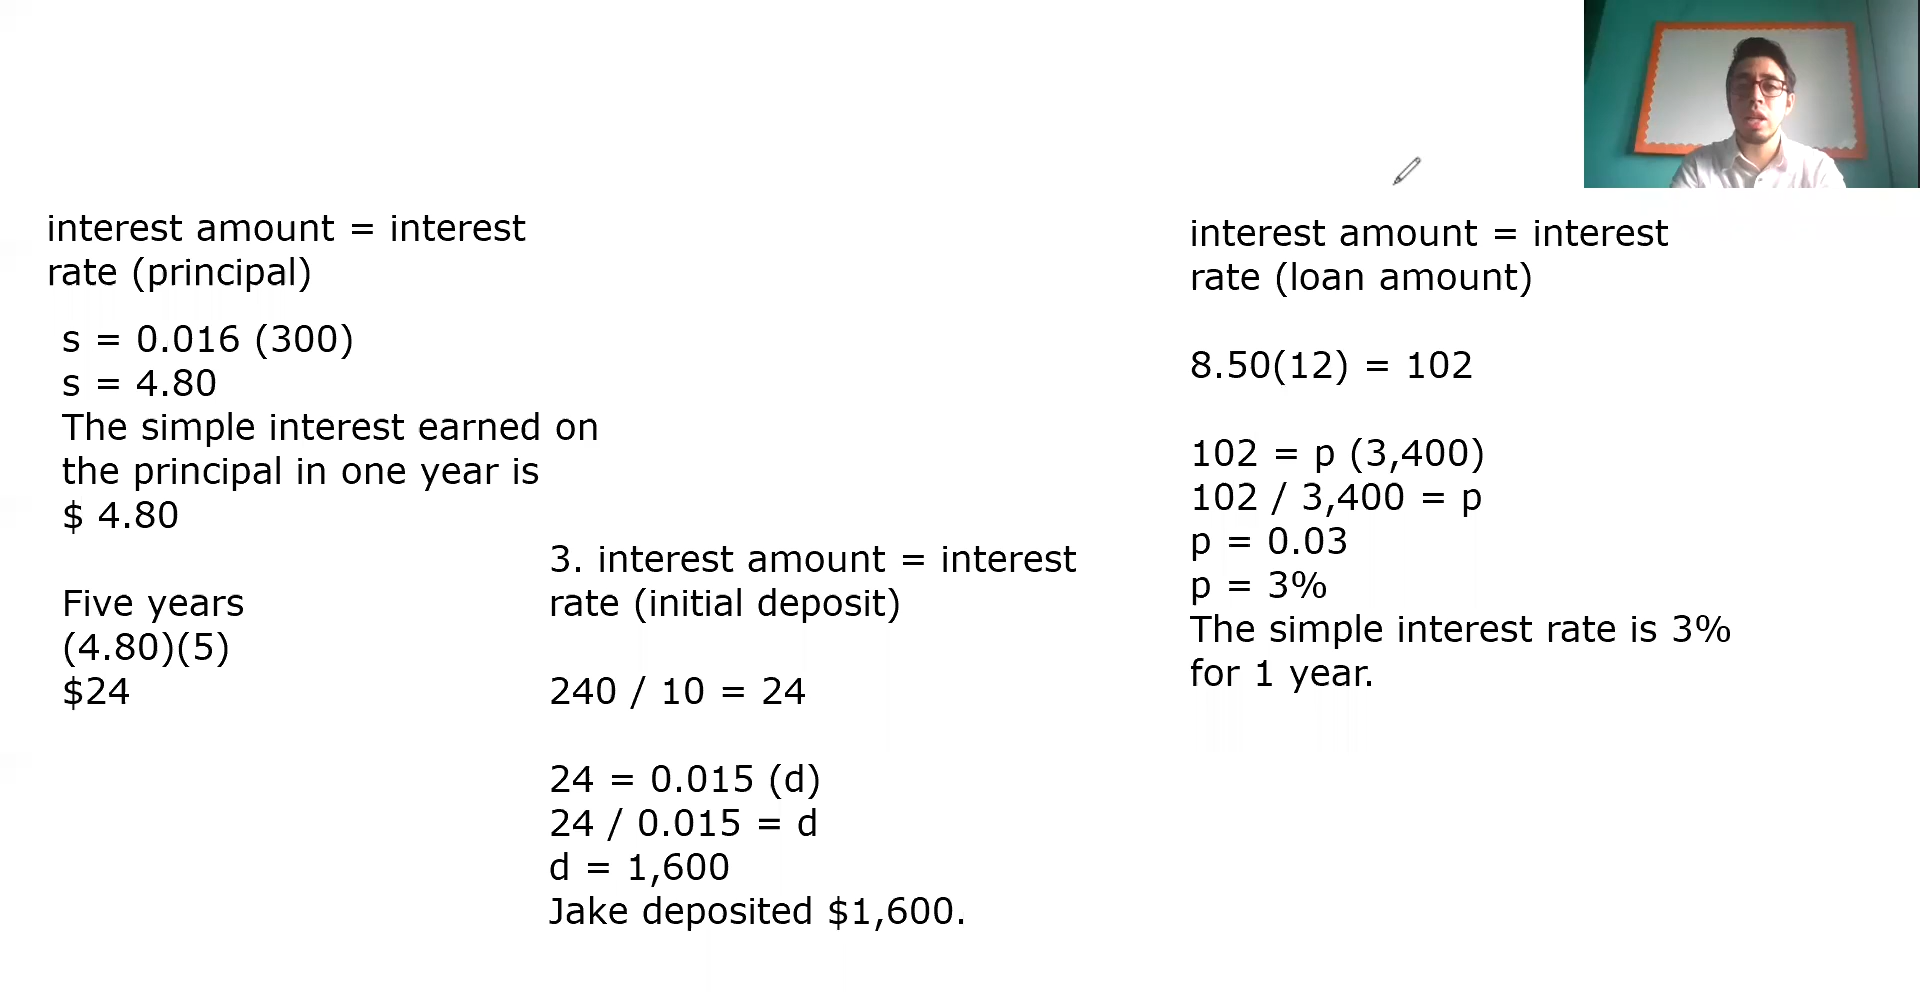 interest amount = interest
rate (principal)
s = 0.016 (300)
s = 4.80
The simple interest earned on
the principal in one year is
$ 4.80
Five years
(4.80)(5)
$24
3. interest amount = interest
rate (initial deposit)
240 / 10 = 24
24 = 0.015 (d)
24 / 0.015 = d
d = 1,600
Jake deposited $1,600.
interest amount = interest
rate (loan amount)
8.50(12) = 102
102 = p (3,400)
102 / 3,400 = p
p = 0.03
p = 3%
The simple interest rate is 3%
for 1 year.